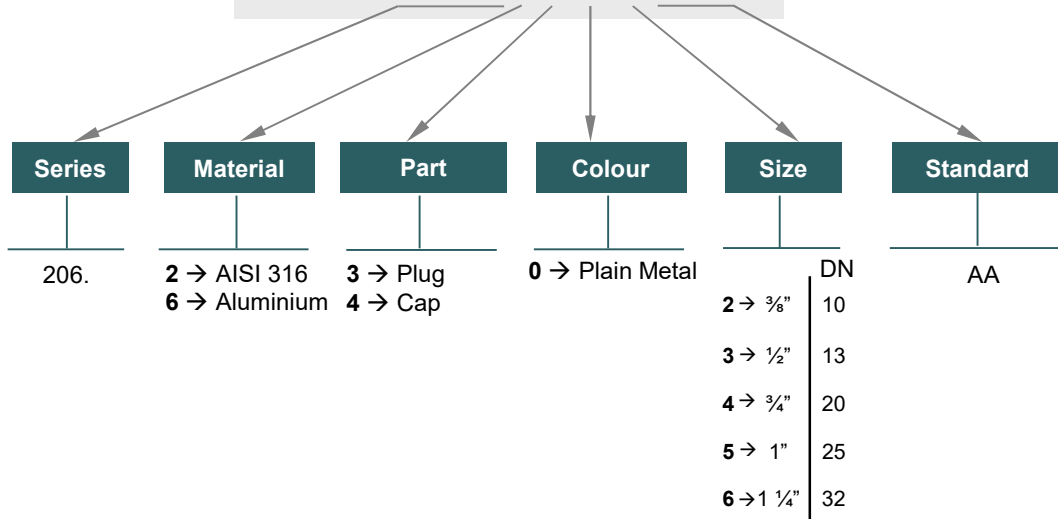 Series Material Part Colour Size Standard
206. 2 → AISI 316 3 → Plug 0 → Plain Metal DN AA
6 → Aluminium 4 → Cap
2 → ⅜” 10
3 → ½” 13
4 → ¾” 20
5 → 1” 25
6 →1 ¼” 32